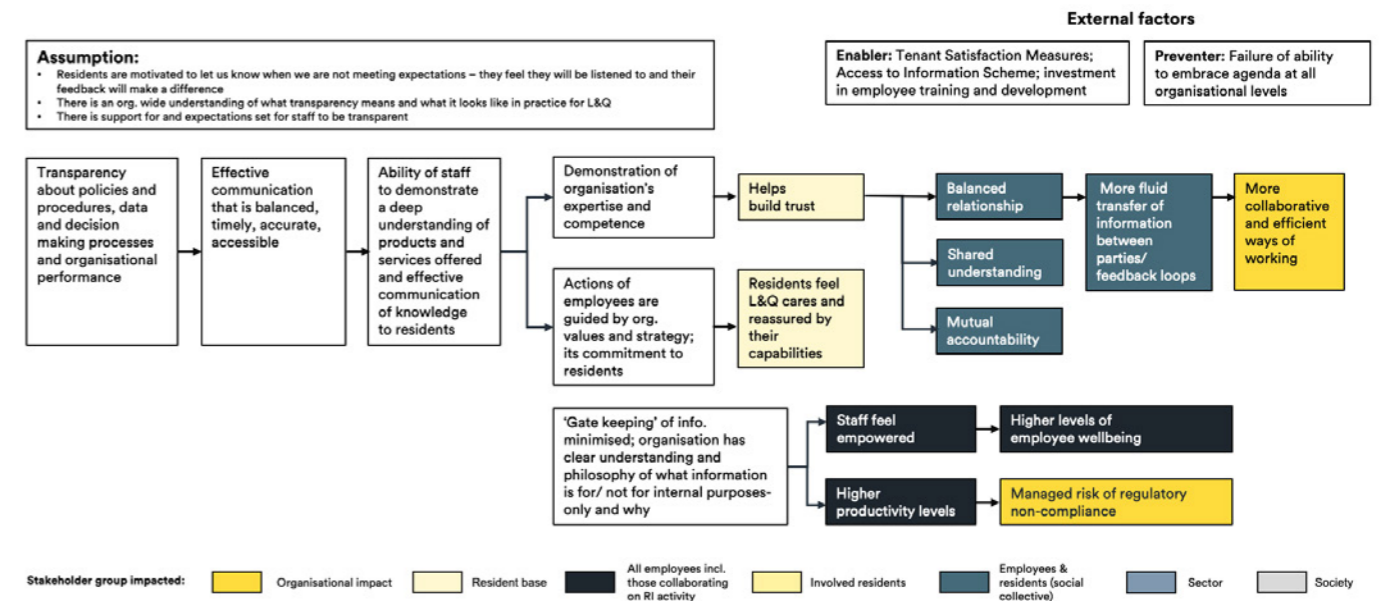 External factors
Assumption:
• Residents are motivated to let us know when we are not meeting expectations – they feel they will be listened to and their
feedback will make a difference
• There is an org. wide understanding of what transparency means and what it looks like in practice for L&Q
• There is support for and expectations set for staff to be transparent
Enabler: Tenant Satisfaction Measures;
Access to Information Scheme; investment
in employee training and development
Preventer: Failure of ability
to embrace agenda at all
organisational levels
Transparency
about policies and
procedures, data
and decision
making processes
and organisational
performance
Effective
communication
that is balanced,
timely, accurate,
accessible
Ability of staff
to demonstrate
a deep
understanding of
products and
services offered
and effective
communication
of knowledge
to residents
Demonstration of
organisation's
expertise and
competence
Helps
build trust
Balanced
relationship
More fluid
transfer of
information
between
parties/
feedback loops
More
collaborative
and efficient
ways of
working
Shared
understanding
Mutual
accountability
Actions of
employees are
guided by org.
values and strategy;
its commitment to
residents
Residents feel
L&Q cares and
reassured by
their
capabilities
'Gate keeping' of info.
minimised; organisation has
clear understanding and
philosophy of what information
is for/ not for internal purposes-
only and why
Staff feel
empowered
Higher levels of
employee wellbeing
Higher
productivity levels
Managed risk of regulatory
non-compliance
Stakeholder group impacted:
Organisational impact
Resident base
All employees incl.
those collaborating
on RI activity
Involved residents
Employees &
residents (social
collective)
Sector
Society